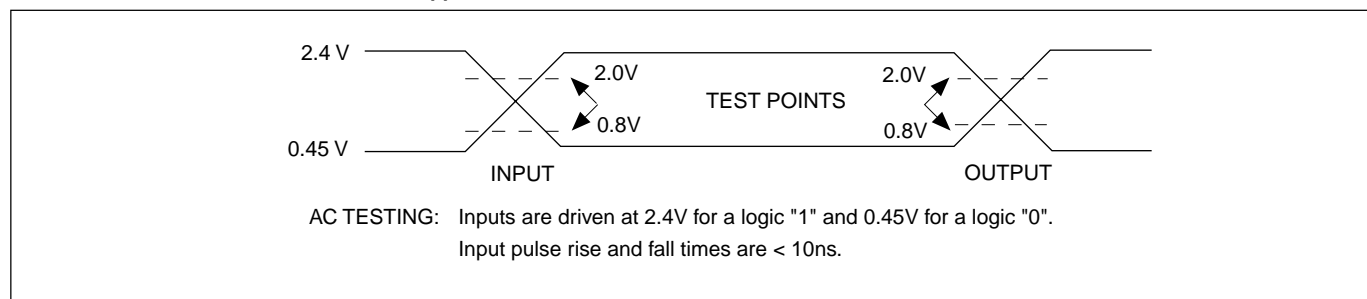 2.4 V
2.0V
2.0V
TEST POINTS
0.8V
0.8V
0.45 V
INPUT
OUTPUT
AC TESTING: Inputs are driven at 2.4V for a logic "1" and 0.45V for a logic "0".
Input pulse rise and fall times are < 10ns.